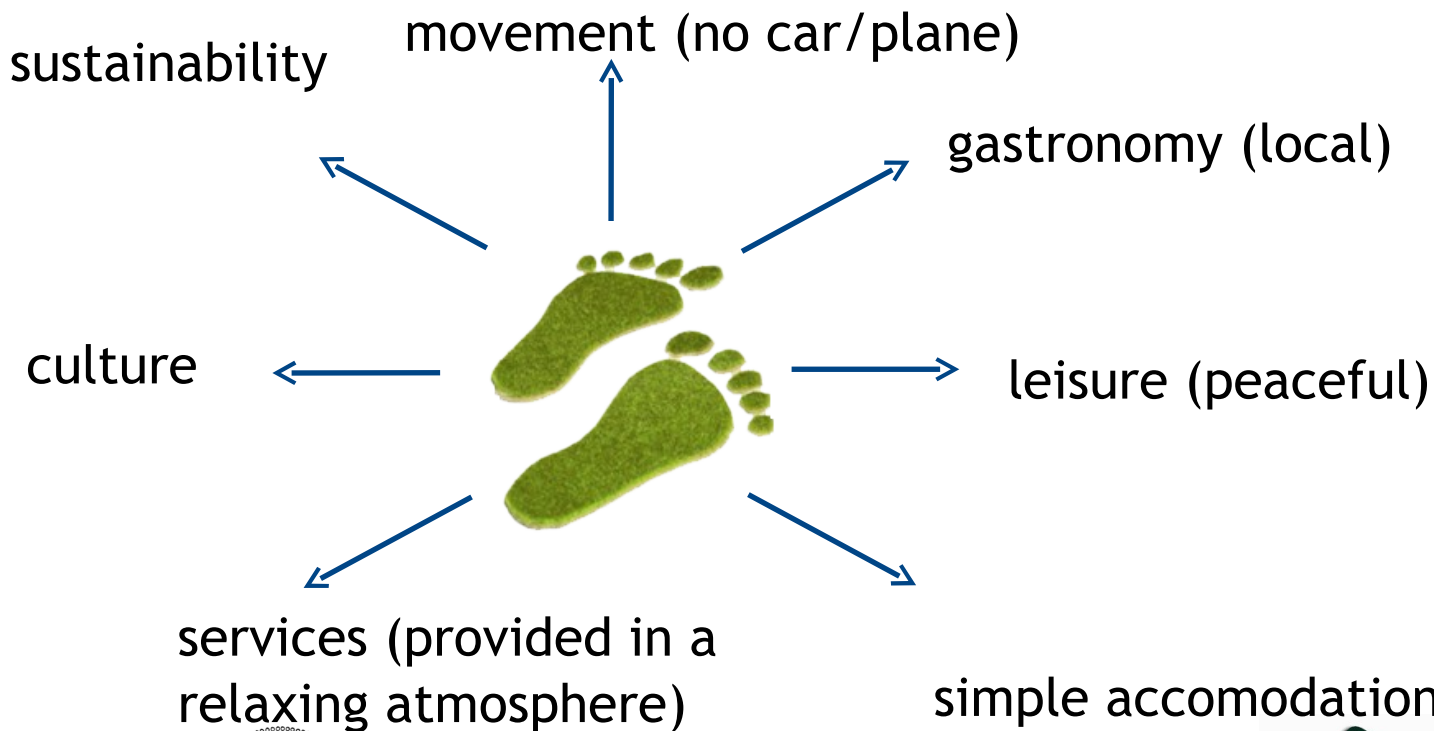 movement (no car/plane)
sustainability
gastronomy (local)
culture
leisure (peaceful)
services (provided in a
relaxing atmosphere)
simple accomodation